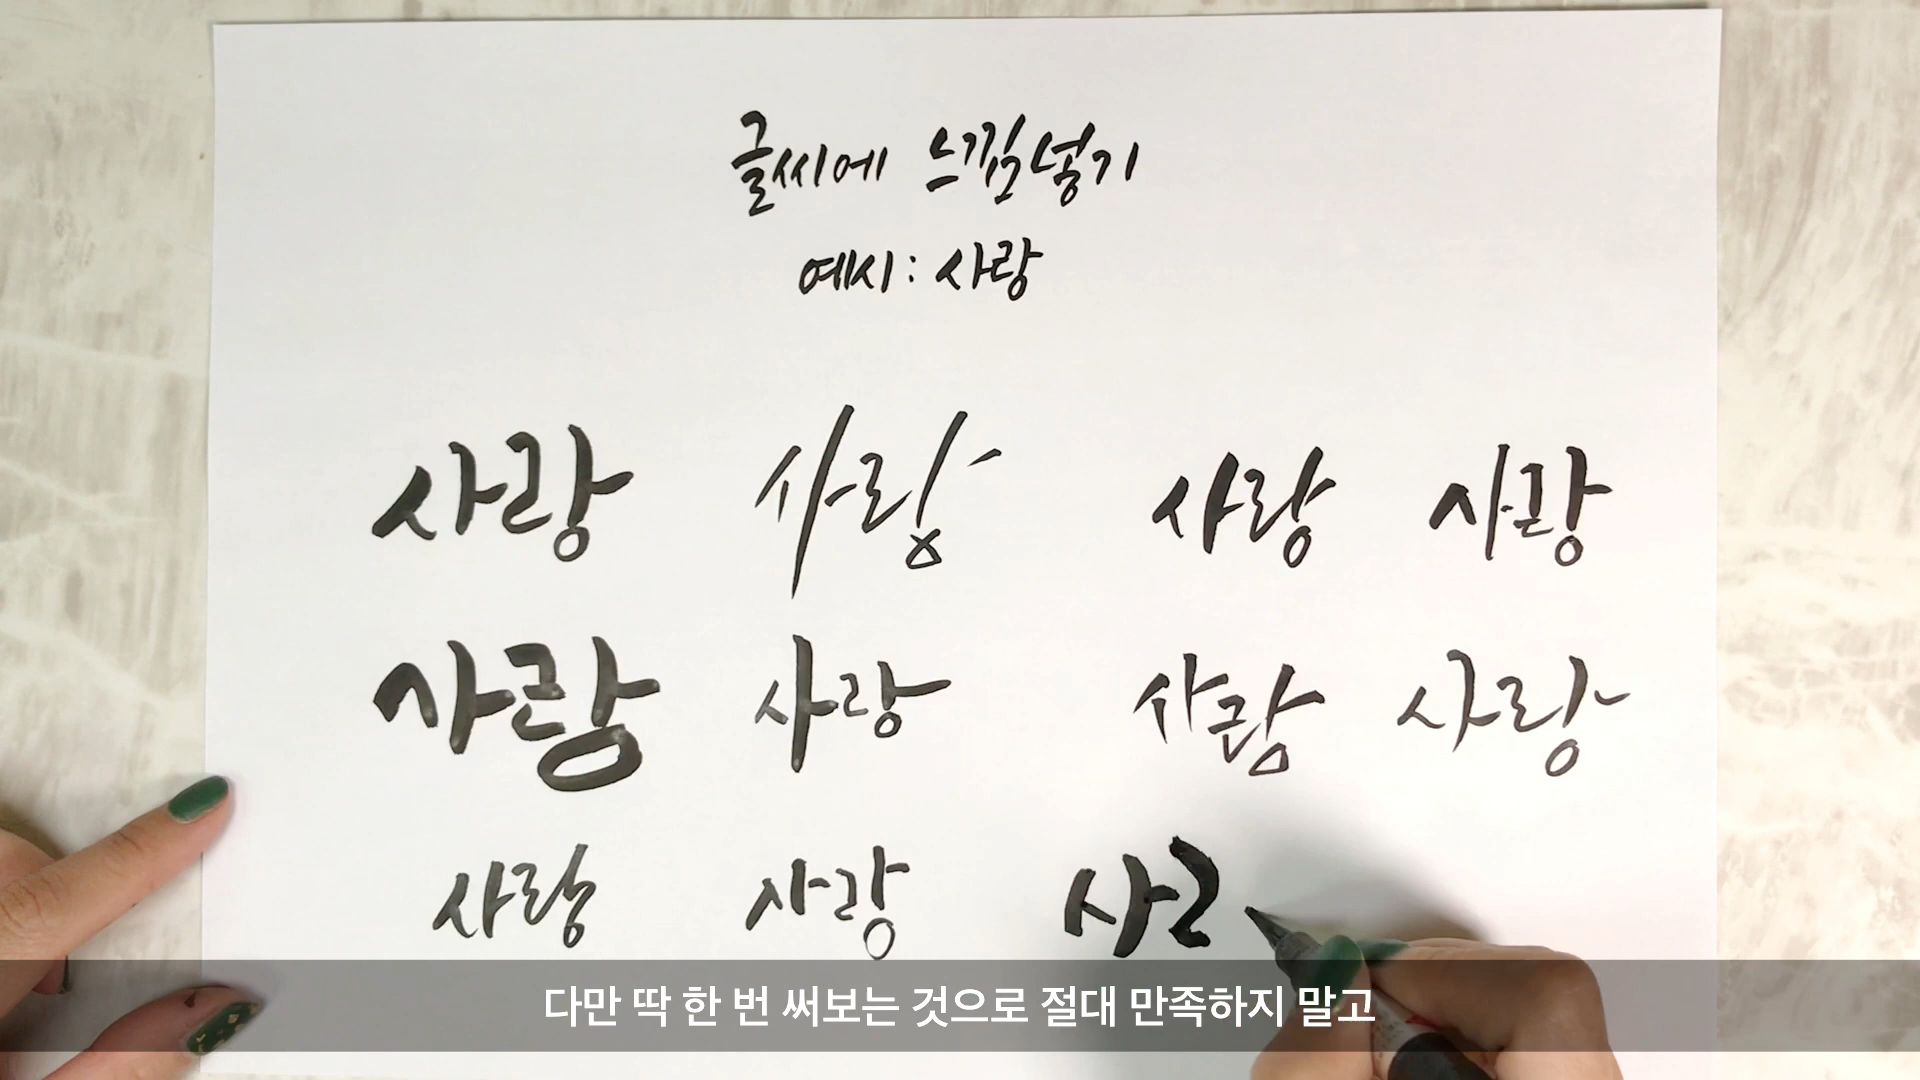 글씨에 느낌넣기
예시: 사랑
사랑 사랑 사랑 사랑
사랑 사랑 사랑 사랑
사랑 사랑 사ㄹ
다만 딱 한 번 써보는 것으로 절대 만족하지 말고